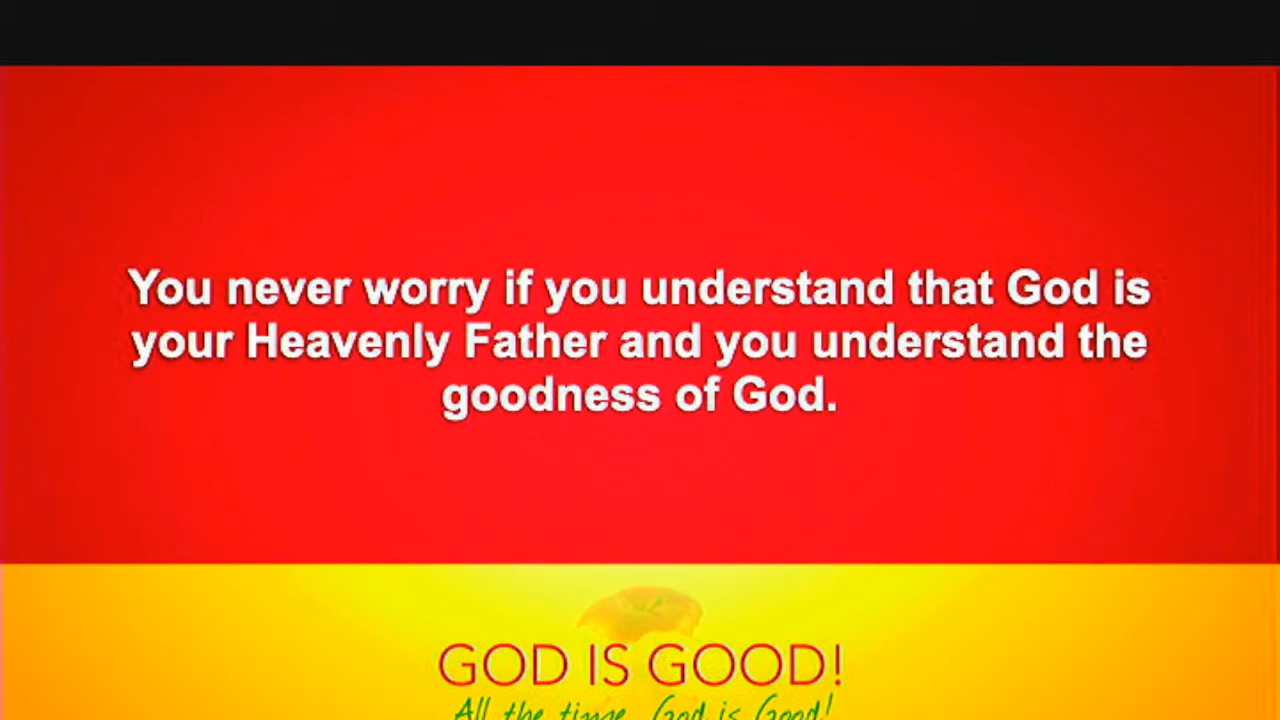 You never worry if you understand that God is
your Heavenly Father and you understand the
goodness of God.
GOD IS GOOD!
All the time, God is Good!